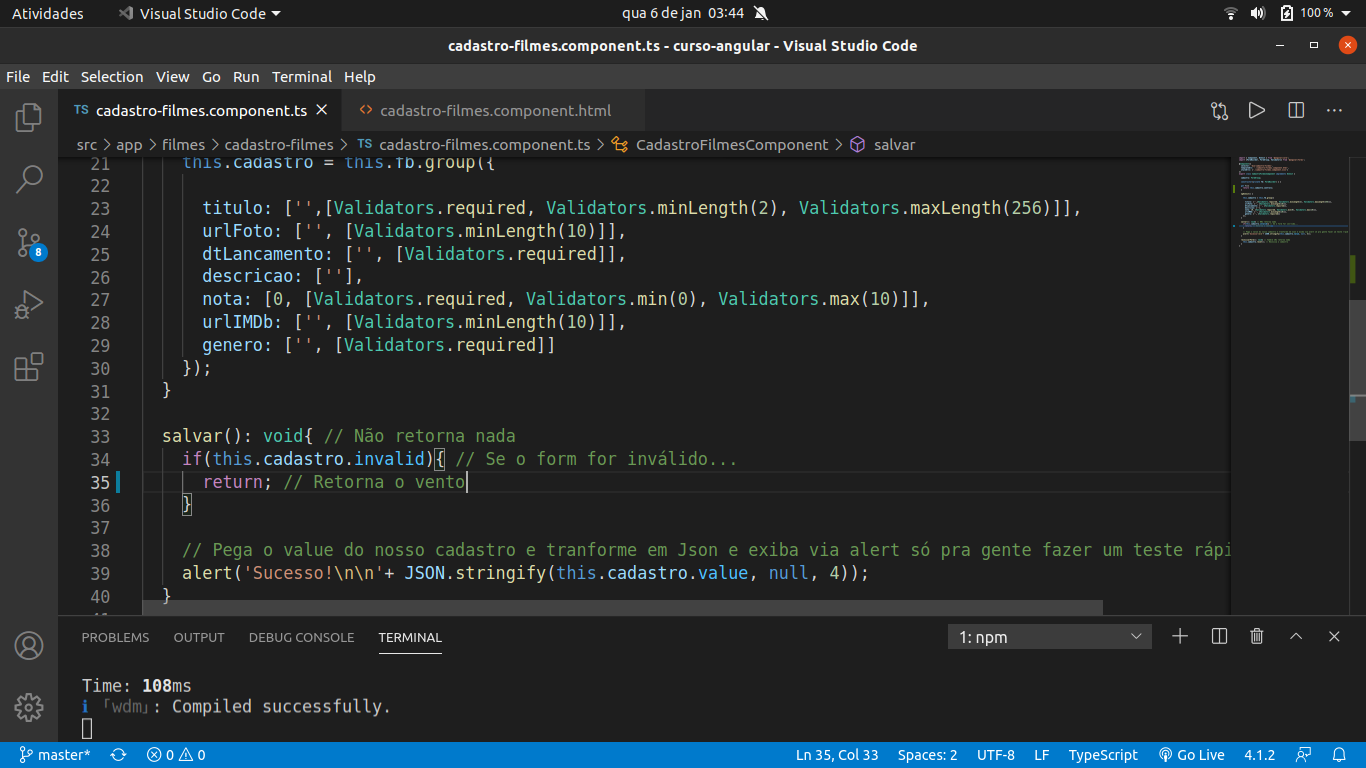 Atividades
Visual Studio Code
qua 6 de jan 03:44
100 %
cadastro-filmes.component.ts - curso-angular - Visual Studio Code
File Edit Selection View Go Run Terminal Help
TS cadastro-filmes.component.ts
<> cadastro-filmes.component.html
src > app > filmes > cadastro-filmes > TS cadastro-filmes.component.ts > CadastroFilmesComponent > salvar
21 this.cadastro = this.fb.group({
22
23 titulo: ['',[Validators.required, Validators.minLength(2), Validators.maxLength(256)]],
24 urlFoto: ['', [Validators.minLength(10)]],
25 dtLancamento: ['', [Validators.required]],
26 descricao: [''],
27 nota: [0, [Validators.required, Validators.min(0), Validators.max(10)]],
28 urlIMDb: ['', [Validators.minLength(10)]],
29 genero: ['', [Validators.required]]
30 });
31 }
32
33 salvar(): void{ // Não retorna nada
34 if(this.cadastro.invalid){ // Se o form for inválido...
35 return; // Retorna o vento
36 }
37
38 // Pega o value do nosso cadastro e tranforme em Json e exiba via alert só pra gente fazer um teste rápi
39 alert('Sucesso!\n\n'+ JSON.stringify(this.cadastro.value, null, 4));
40 }
8
PROBLEMS OUTPUT DEBUG CONSOLE TERMINAL
1: npm
Time: 108ms
ℹ 「wdm」: Compiled successfully.
master* 0 0
Ln 35, Col 33 Spaces: 2 UTF-8 LF TypeScript Go Live 4.1.2